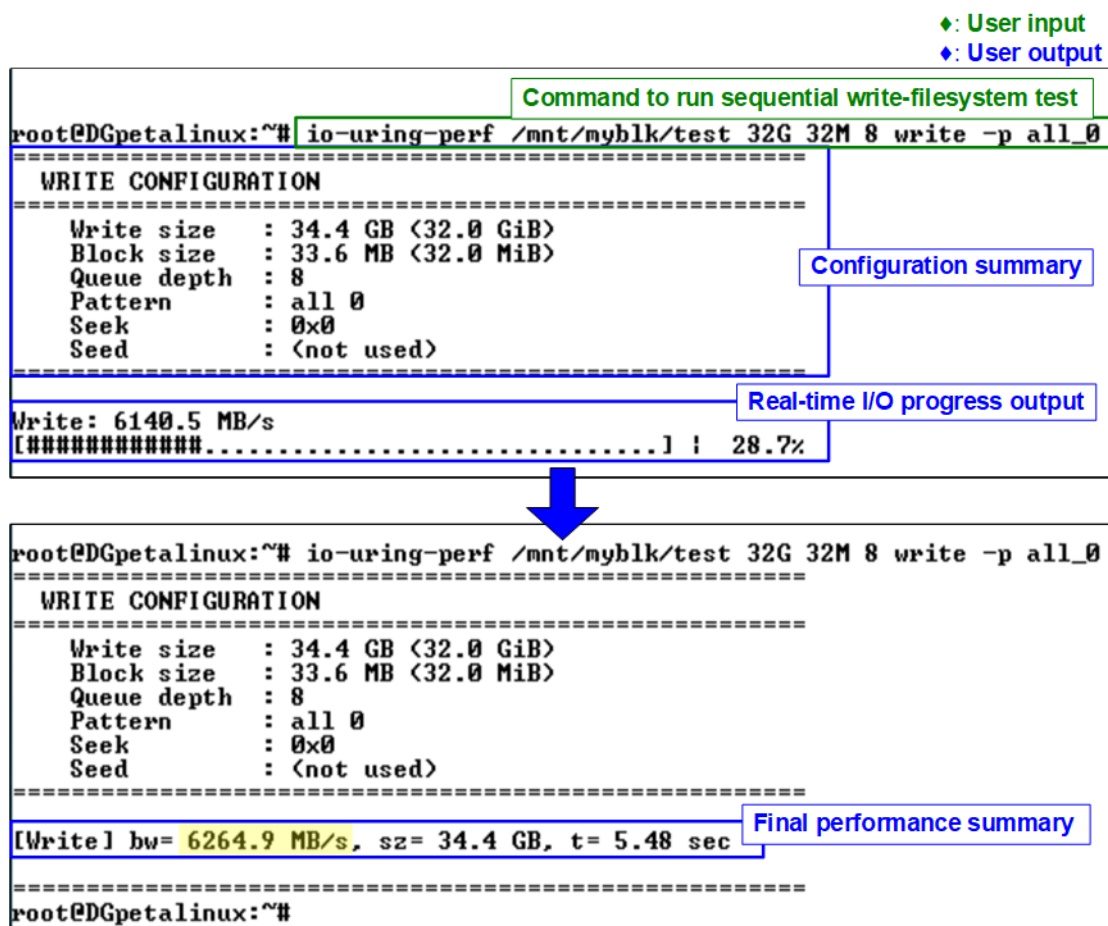 ♦: User input
♦: User output
Command to run sequential write-filesystem test
root@DGpetalinux:~# io-uring-perf /mnt/myblk/test 32G 32M 8 write -p all_0
======================================================
WRITE CONFIGURATION
======================================================
Write size : 34.4 GB (32.0 GiB)
Block size : 33.6 MB (32.0 MiB)
Queue depth : 8
Pattern : all 0
Seek : 0x0
Seed : (not used)
======================================================
Configuration summary
Real-time I/O progress output
Write: 6140.5 MB/s
[############...............................] ¦ 28.7%
root@DGpetalinux:~# io-uring-perf /mnt/myblk/test 32G 32M 8 write -p all_0
======================================================
WRITE CONFIGURATION
======================================================
Write size : 34.4 GB (32.0 GiB)
Block size : 33.6 MB (32.0 MiB)
Queue depth : 8
Pattern : all 0
Seek : 0x0
Seed : (not used)
======================================================
Final performance summary
[Write] bw= 6264.9 MB/s, sz= 34.4 GB, t= 5.48 sec
======================================================
root@DGpetalinux:~#